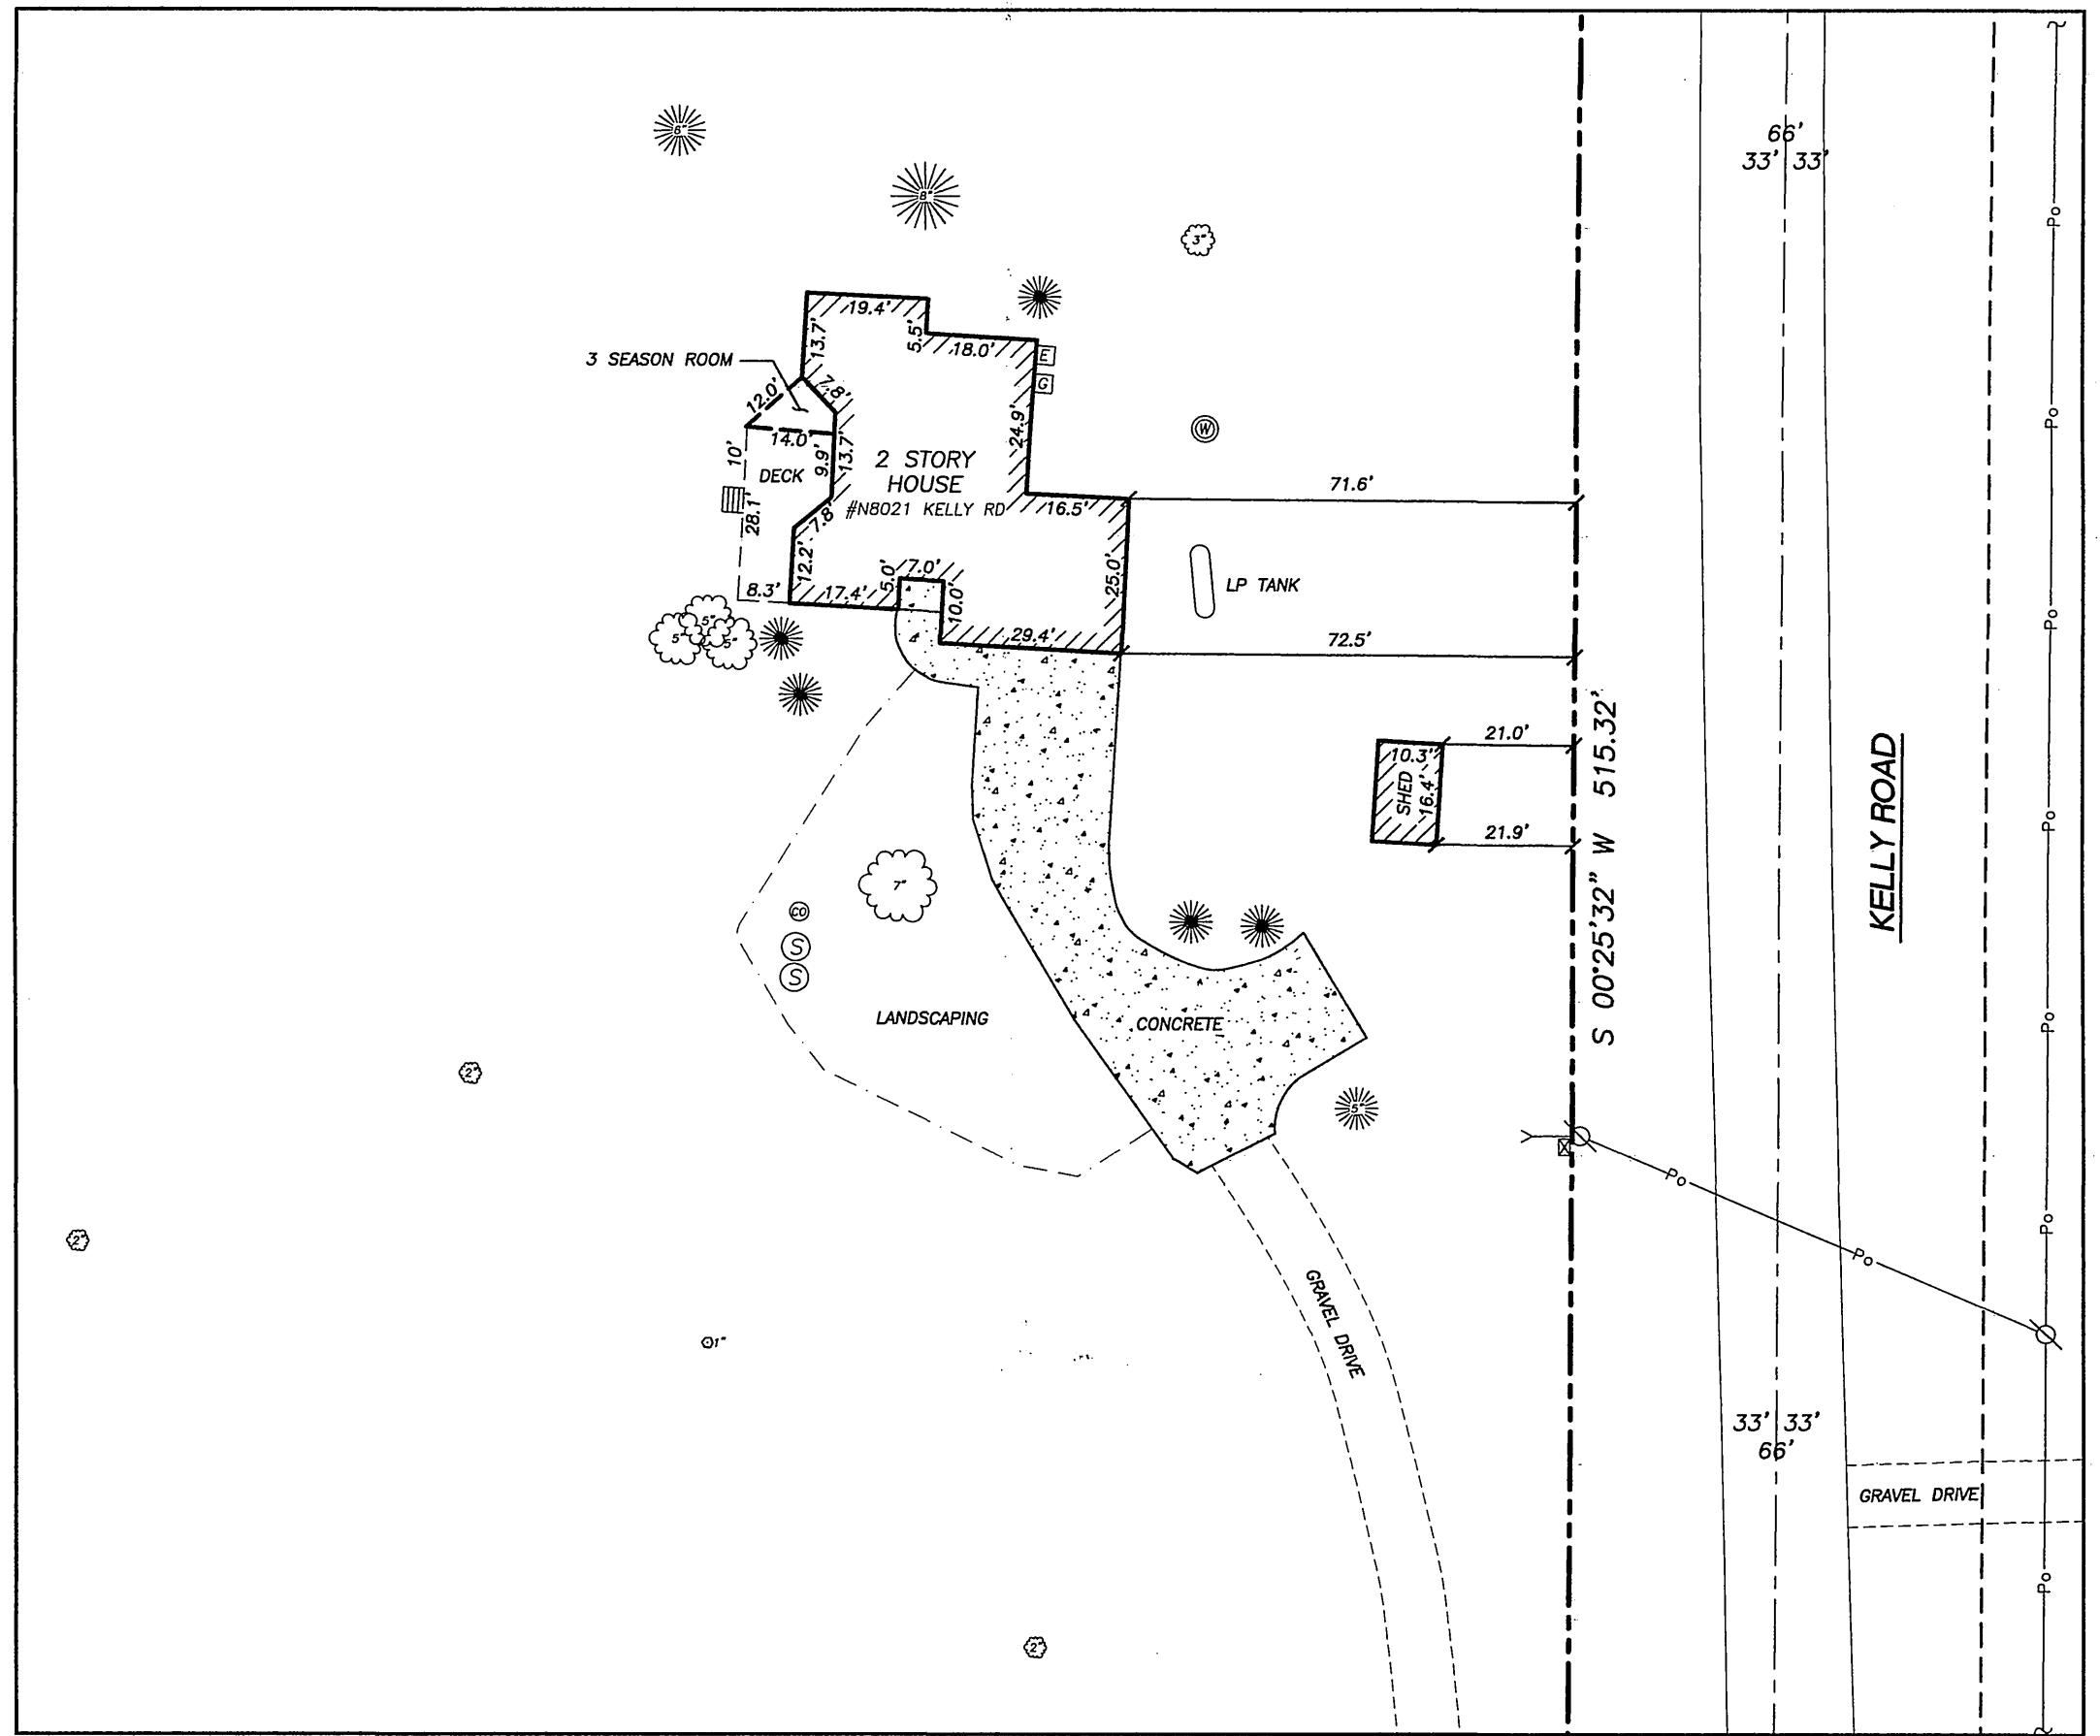 66'
33' 33'
6"
8"
3"
19.4'
13.7'
5.5'
18.0'
E
G
3 SEASON ROOM
12.0'
7.8'
14.0'
24.9'
W
10'
DECK
9.9'
13.7'
2 STORY
HOUSE
#N8021 KELLY RD
28.1'
7.8'
16.5'
71.6'
12.2'
5.0'
7.0'
10.0'
25.0'
LP TANK
8.3'
17.4'
29.4'
72.5'
5"
5"
5"
10.3'
SHED
16.4'
21.0'
21.9'
S 00°25'32" W 515.32'
KELLY ROAD
7"
CO
S
S
LANDSCAPING
CONCRETE
5"
2"
2"
1"
2"
GRAVEL DRIVE
33' 33'
66'
GRAVEL DRIVE
Po
Po
Po
Po
Po
Po
Po
Po
Po